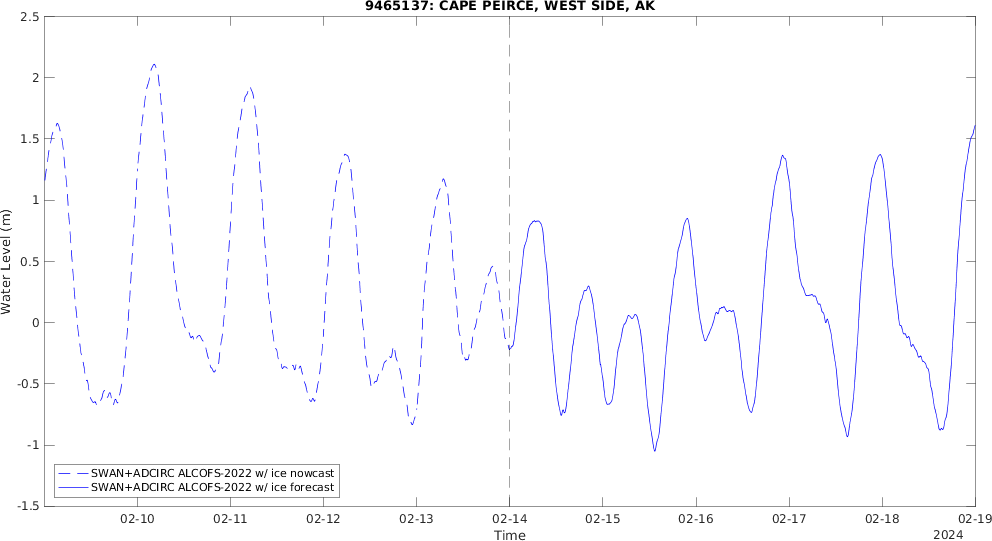 9465137: CAPE PEIRCE, WEST SIDE, AK
2.5
2
1.5
1
0.5
0
-0.5
-1
-1.5
Water Level (m)
SWAN+ADCIRC ALCOFS-2022 w/ ice nowcast
SWAN+ADCIRC ALCOFS-2022 w/ ice forecast
02-10 02-11 02-12 02-13 02-14 02-15 02-16 02-17 02-18 02-19
Time
2024